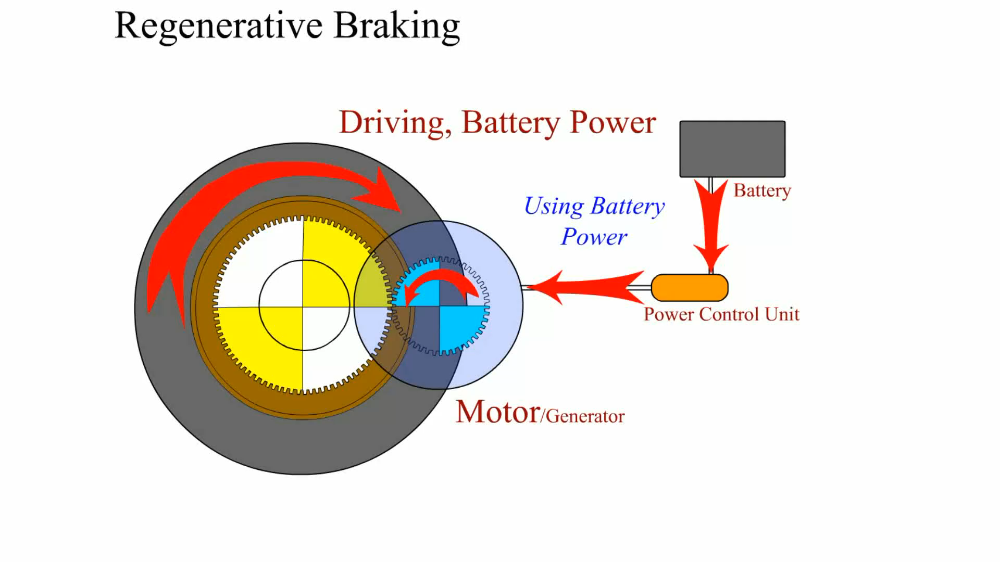 Regenerative Braking
Driving, Battery Power
Battery
Using Battery
Power
Power Control Unit
Motor/Generator